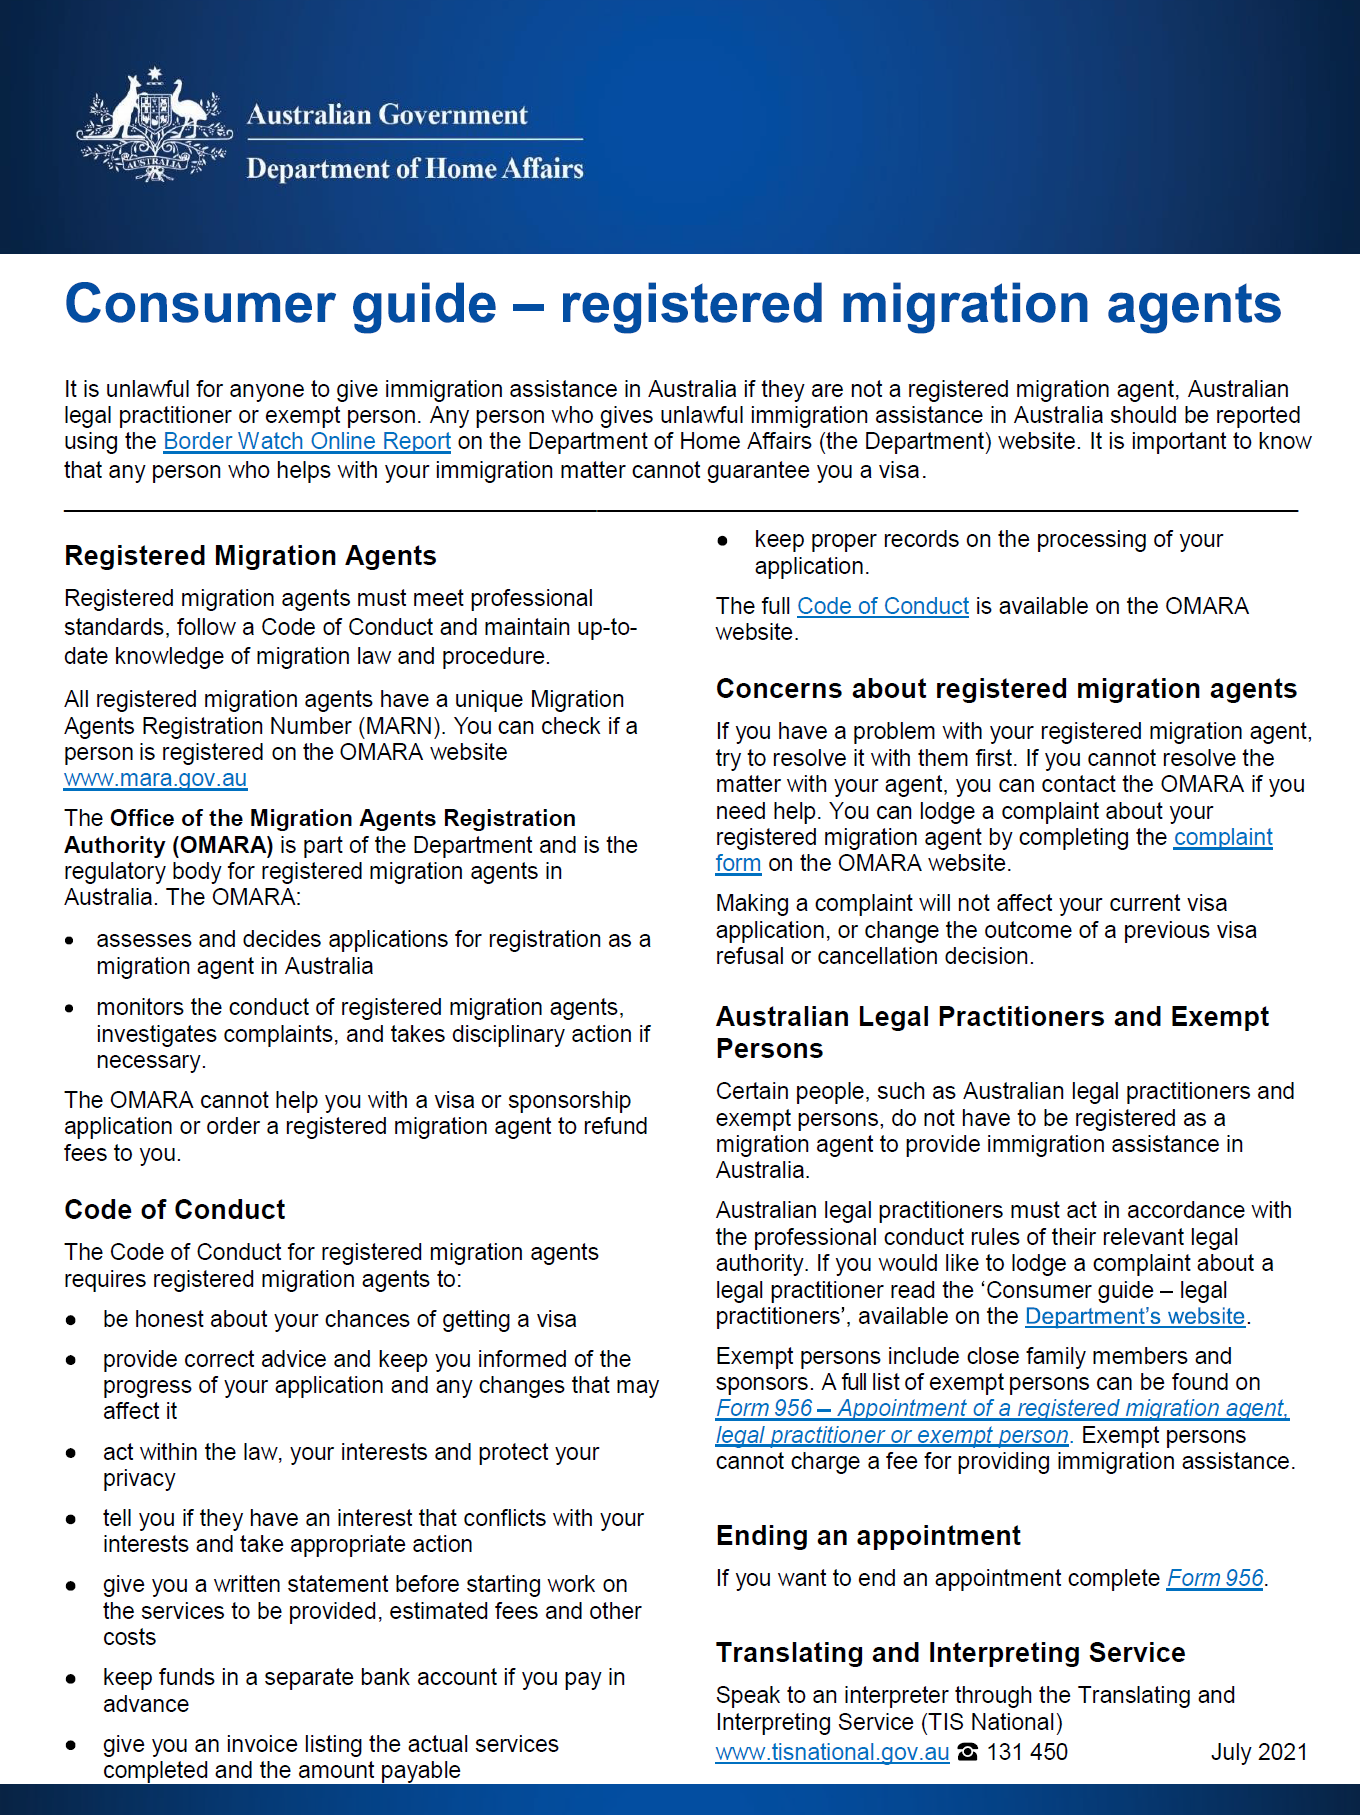 AUSTRALIA
Australian Government
Department of Home Affairs
Consumer guide – registered migration agents
It is unlawful for anyone to give immigration assistance in Australia if they are not a registered migration agent, Australian
legal practitioner or exempt person. Any person who gives unlawful immigration assistance in Australia should be reported
using the Border Watch Online Report on the Department of Home Affairs (the Department) website. It is important to know
that any person who helps with your immigration matter cannot guarantee you a visa.
Registered Migration Agents
Registered migration agents must meet professional
standards, follow a Code of Conduct and maintain up-to-
date knowledge of migration law and procedure.
All registered migration agents have a unique Migration
Agents Registration Number (MARN). You can check if a
person is registered on the OMARA website
www.mara.gov.au
The Office of the Migration Agents Registration
Authority (OMARA) is part of the Department and is the
regulatory body for registered migration agents in
Australia. The OMARA:
• assesses and decides applications for registration as a
migration agent in Australia
• monitors the conduct of registered migration agents,
investigates complaints, and takes disciplinary action if
necessary.
The OMARA cannot help you with a visa or sponsorship
application or order a registered migration agent to refund
fees to you.
Code of Conduct
The Code of Conduct for registered migration agents
requires registered migration agents to:
• be honest about your chances of getting a visa
• provide correct advice and keep you informed of the
progress of your application and any changes that may
affect it
• act within the law, your interests and protect your
privacy
• tell you if they have an interest that conflicts with your
interests and take appropriate action
• give you a written statement before starting work on
the services to be provided, estimated fees and other
costs
• keep funds in a separate bank account if you pay in
advance
• give you an invoice listing the actual services
completed and the amount payable
• keep proper records on the processing of your
application.
The full Code of Conduct is available on the OMARA
website.
Concerns about registered migration agents
If you have a problem with your registered migration agent,
try to resolve it with them first. If you cannot resolve the
matter with your agent, you can contact the OMARA if you
need help. You can lodge a complaint about your
registered migration agent by completing the complaint
form on the OMARA website.
Making a complaint will not affect your current visa
application, or change the outcome of a previous visa
refusal or cancellation decision.
Australian Legal Practitioners and Exempt
Persons
Certain people, such as Australian legal practitioners and
exempt persons, do not have to be registered as a
migration agent to provide immigration assistance in
Australia.
Australian legal practitioners must act in accordance with
the professional conduct rules of their relevant legal
authority. If you would like to lodge a complaint about a
legal practitioner read the ‘Consumer guide – legal
practitioners’, available on the Department’s website.
Exempt persons include close family members and
sponsors. A full list of exempt persons can be found on
Form 956 – Appointment of a registered migration agent,
legal practitioner or exempt person. Exempt persons
cannot charge a fee for providing immigration assistance.
Ending an appointment
If you want to end an appointment complete Form 956.
Translating and Interpreting Service
Speak to an interpreter through the Translating and
Interpreting Service (TIS National)
www.tisnational.gov.au ☎ 131 450 July 2021